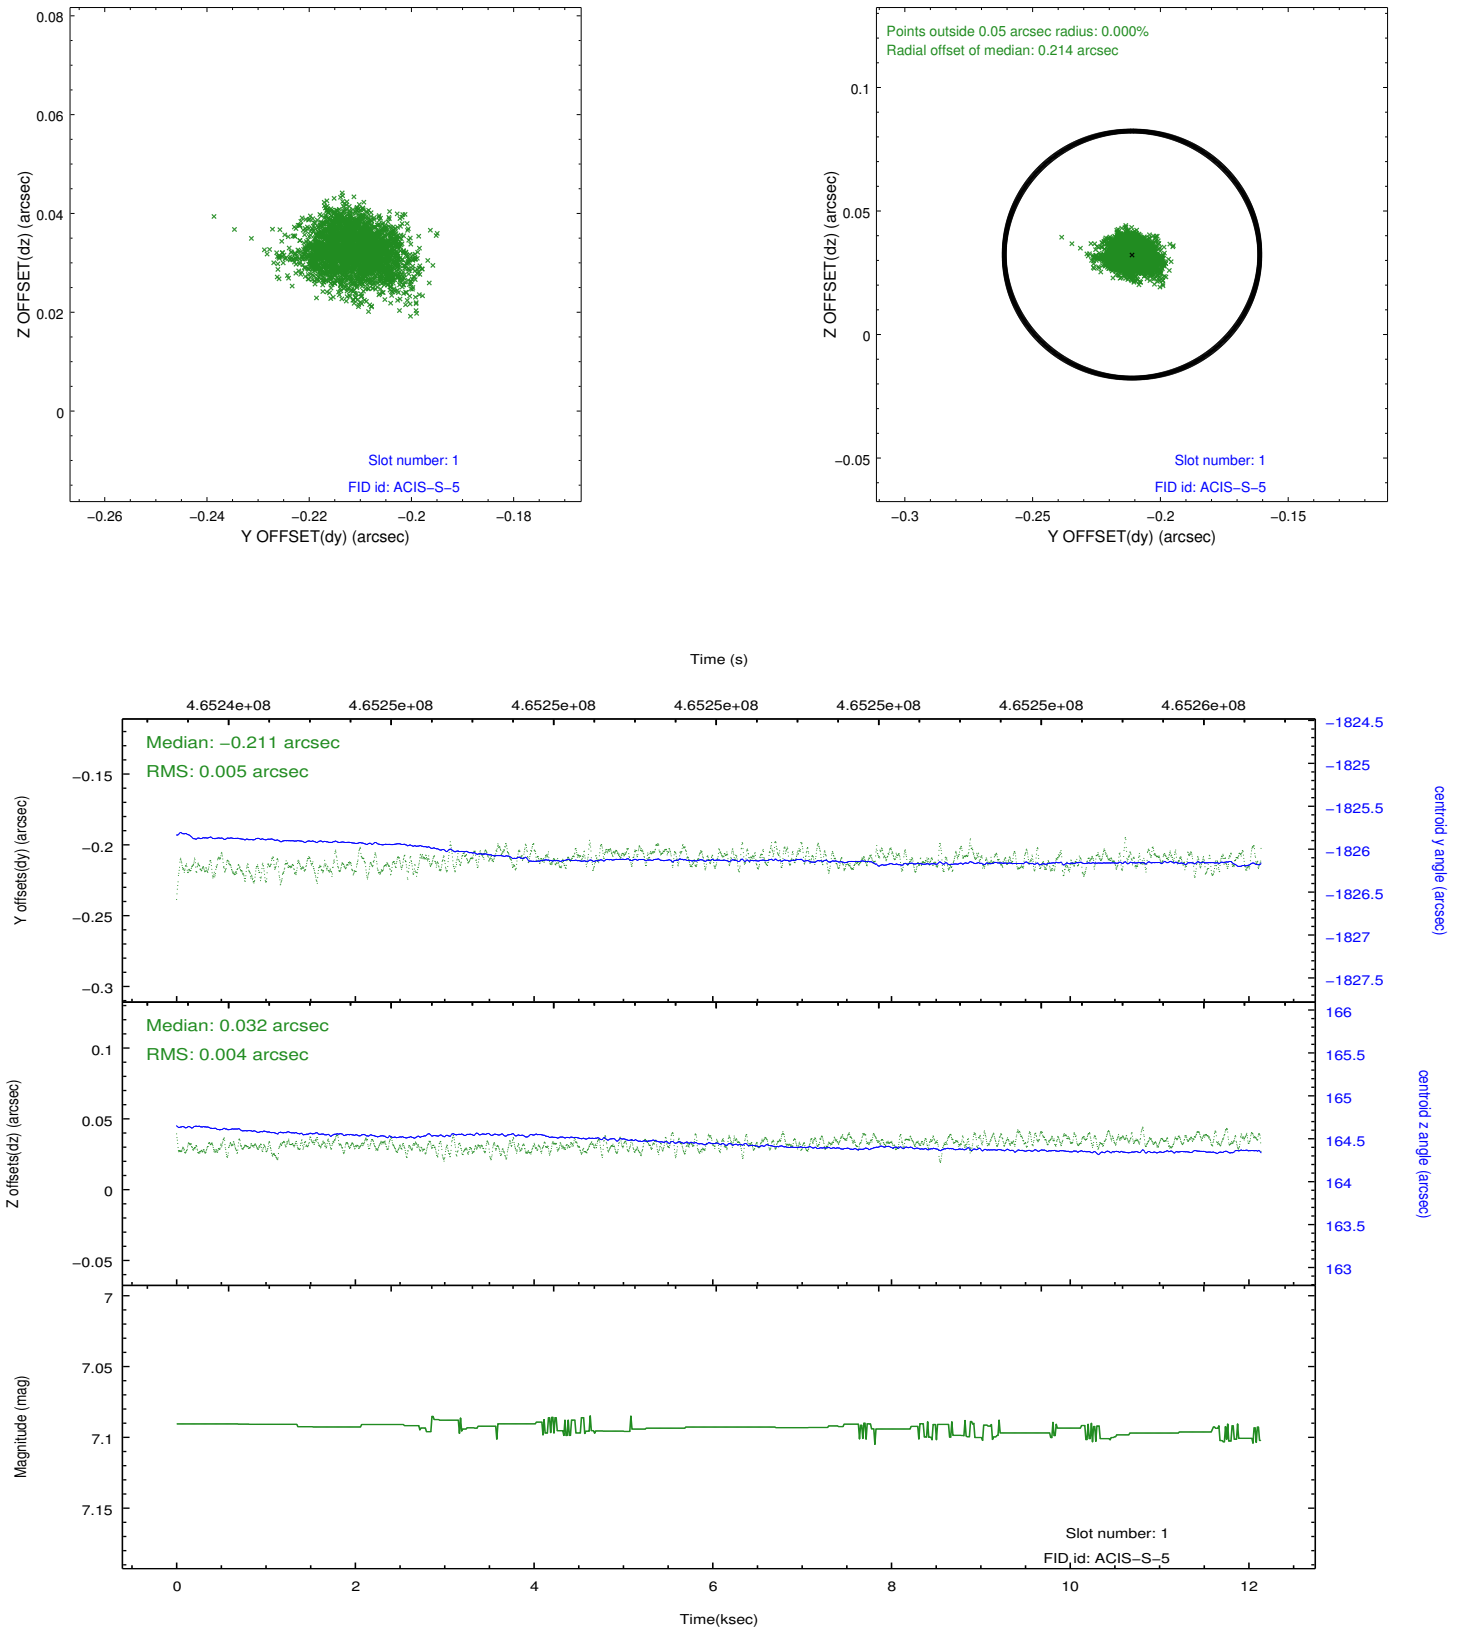 0.08
0.06
0.04
0.02
0
Z OFFSET(dz) (arcsec)
Slot number: 1
FID id: ACIS−S−5
−0.26 −0.24 −0.22 −0.2 −0.18
Y OFFSET(dy) (arcsec)
Points outside 0.05 arcsec radius: 0.000%
Radial offset of median: 0.214 arcsec
0.1
0.05
0
−0.05
Z OFFSET(dz) (arcsec)
Slot number: 1
FID id: ACIS−S−5
−0.3 −0.25 −0.2 −0.15
Y OFFSET(dy) (arcsec)
Time (s)
4.6524e+08 4.6525e+08 4.6525e+08 4.6525e+08 4.6525e+08 4.6525e+08 4.6526e+08
Median: −0.211 arcsec
RMS: 0.005 arcsec
−0.15
−0.2
−0.25
−0.3
Y offsets(dy) (arcsec)
−1824.5
−1825
−1825.5
−1826
−1826.5
−1827
−1827.5
centroid y angle (arcsec)
Median: 0.032 arcsec
RMS: 0.004 arcsec
0.1
0.05
0
−0.05
Z offsets(dz) (arcsec)
166
165.5
165
164.5
164
163.5
163
centroid z angle (arcsec)
7
7.05
7.1
7.15
Magnitude (mag)
Slot number: 1
FID id: ACIS−S−5
0 2 4 6 8 10 12
Time(ksec)